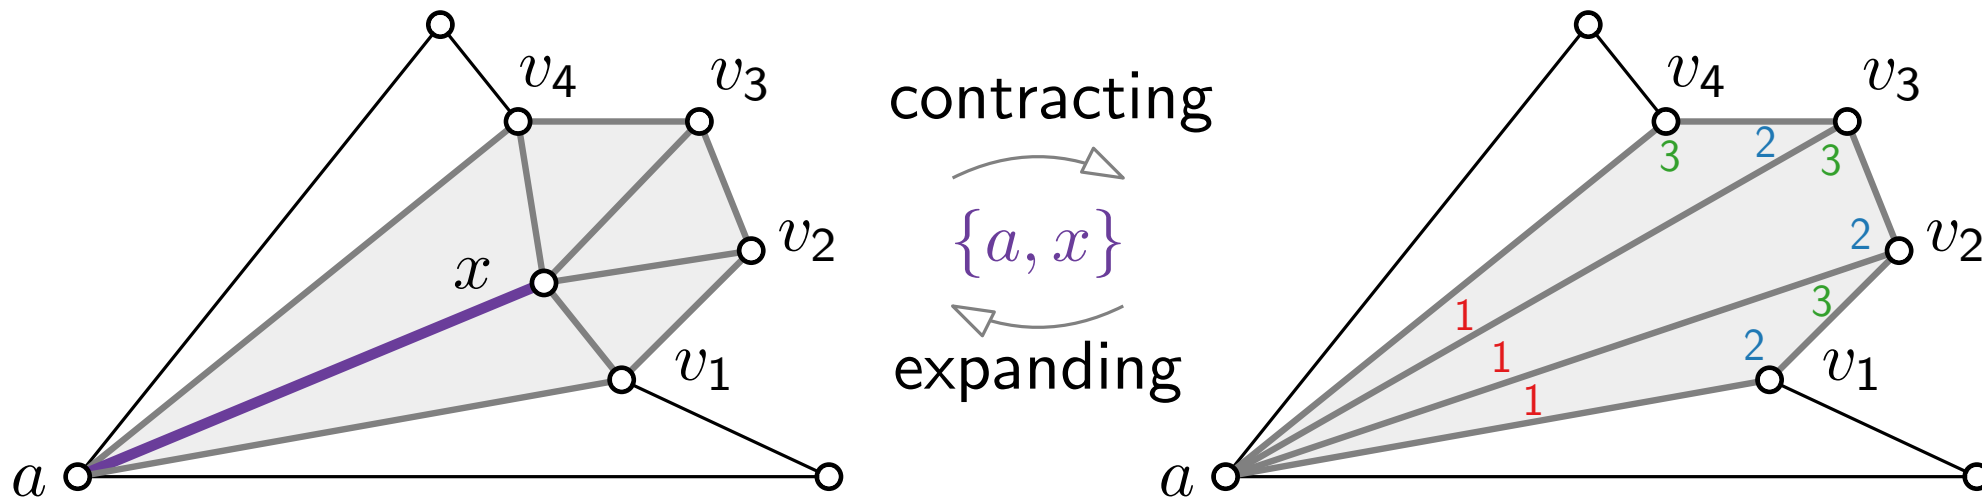 v₄
v₃
v₂
x
v₁
a
contracting
{a, x}
expanding
v₄
v₃
3
2
3
2
v₂
3
1
1
2
v₁
1
a